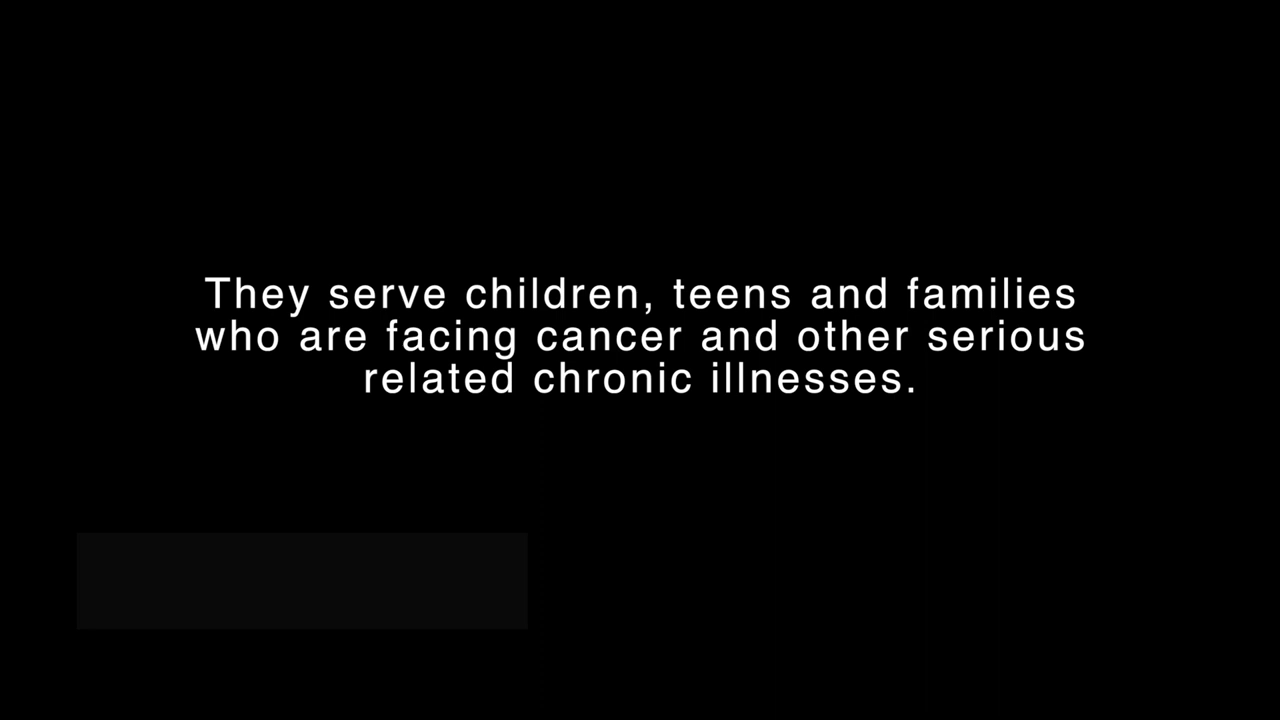 They serve children, teens and families
who are facing cancer and other serious
related chronic illnesses.